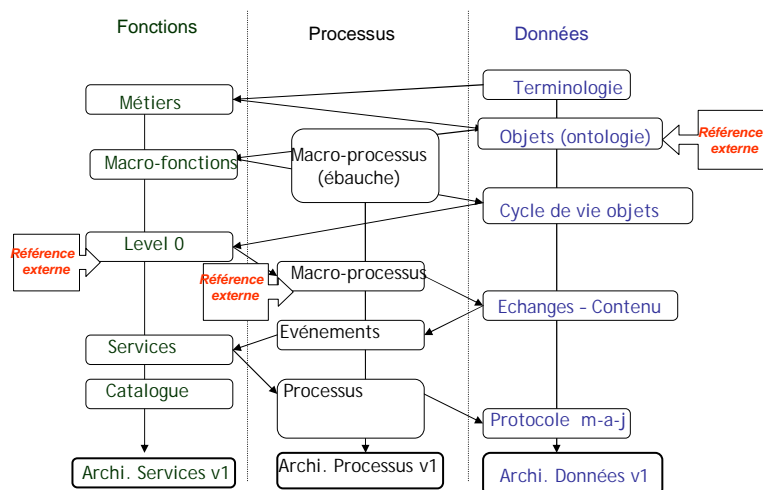 Fonctions
Processus
Données
Terminologie
Métiers
Objets (ontologie)
Référence
externe
Macro-processus
(ébauche)
Macro-fonctions
Cycle de vie objets
Level 0
Référence
externe
Référence
externe
Macro-processus
Echanges – Contenu
Evénements
Services
Catalogue
Processus
Protocole m-a-j
Archi. Services v1
Archi. Processus v1
Archi. Données v1